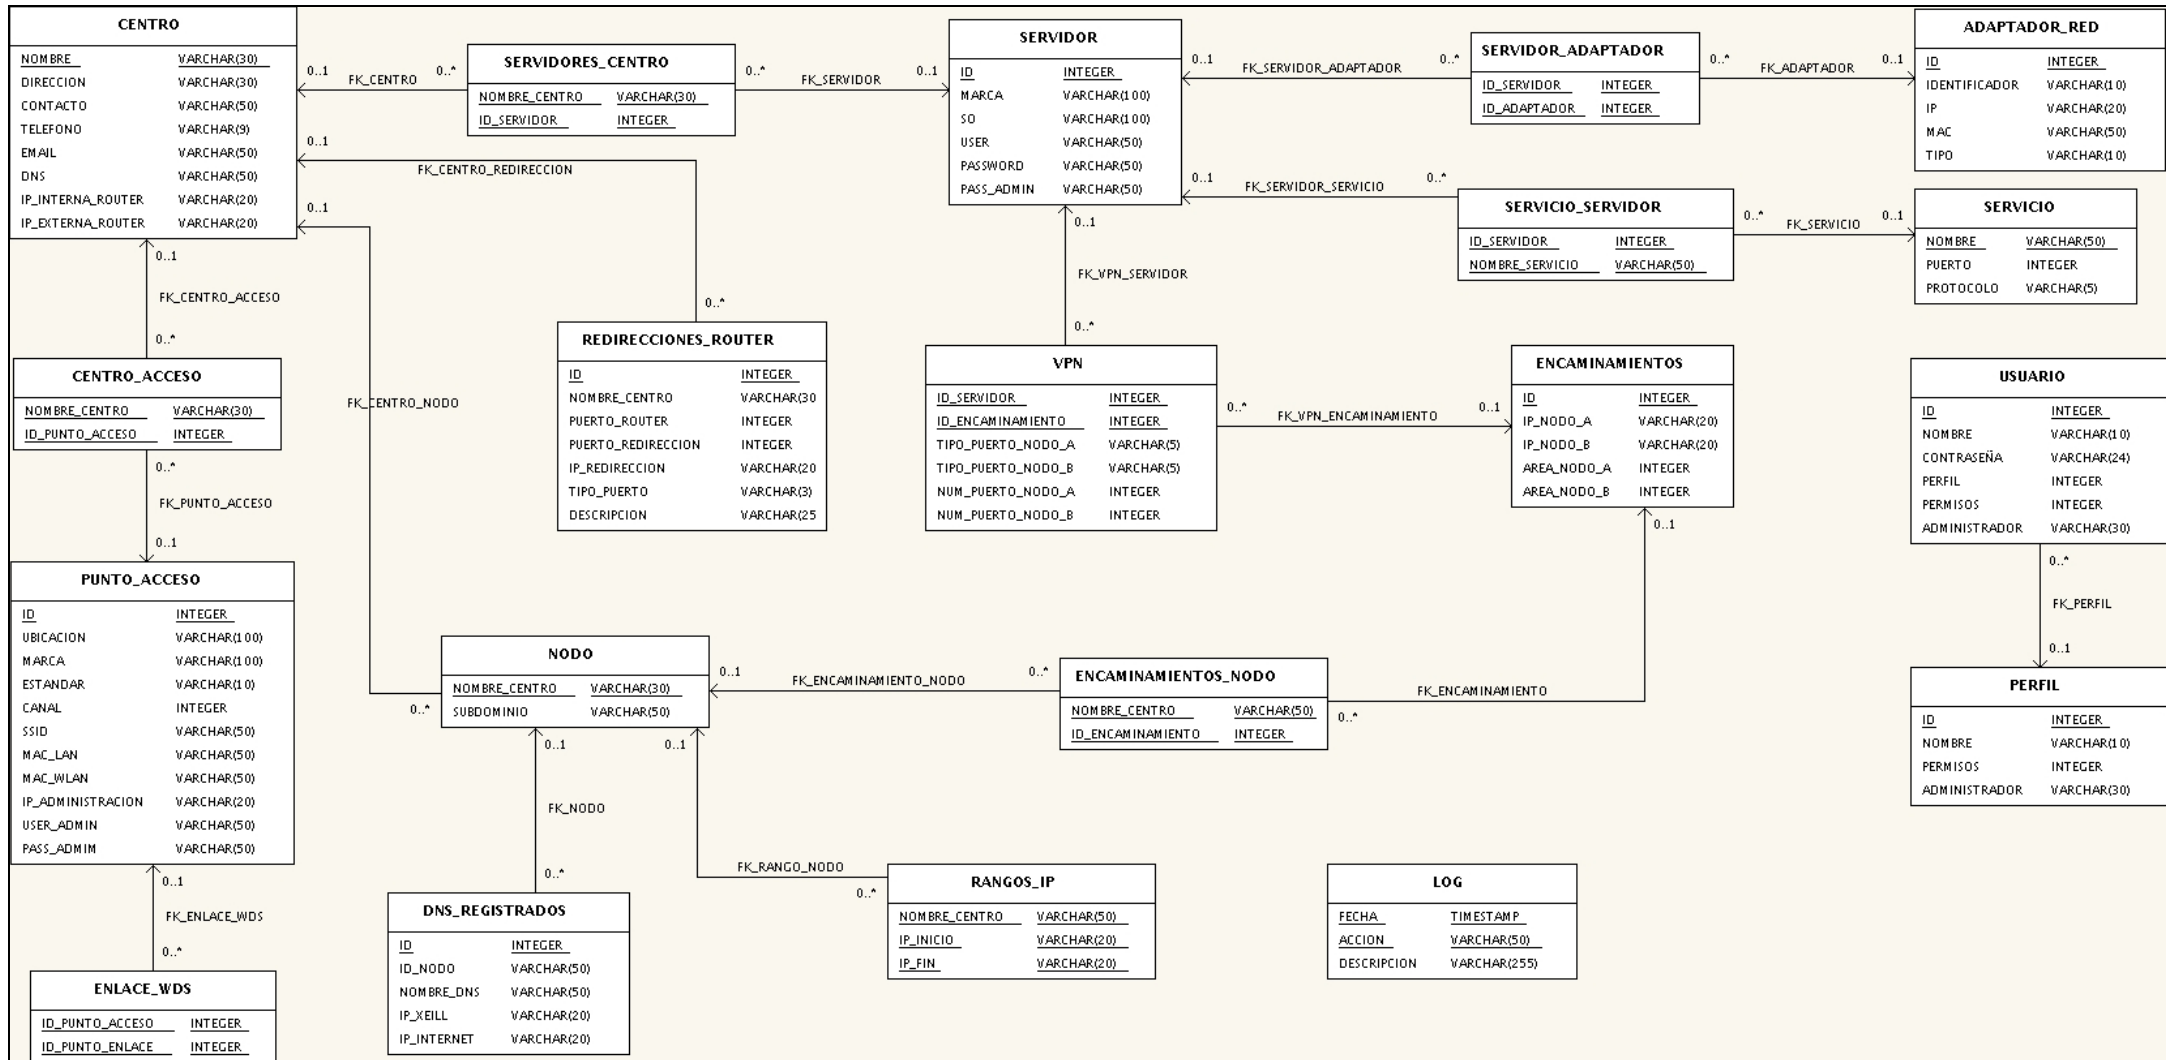 CENTRO
NOMBRE VARCHAR(30)
DIRECCION VARCHAR(30)
CONTACTO VARCHAR(50)
TELEFONO VARCHAR(9)
EMAIL VARCHAR(50)
DNS VARCHAR(50)
IP_INTERNA_ROUTER VARCHAR(20)
IP_EXTERNA_ROUTER VARCHAR(20)
0..1 FK_CENTRO 0..*
SERVIDORES_CENTRO
NOMBRE_CENTRO VARCHAR(30)
ID_SERVIDOR INTEGER
0..* FK_SERVIDOR 0..1
SERVIDOR
ID INTEGER
MARCA VARCHAR(100)
SO VARCHAR(100)
USER VARCHAR(50)
PASSWORD VARCHAR(50)
PASS_ADMIN VARCHAR(50)
0..1 FK_SERVIDOR_ADAPTADOR 0..*
SERVIDOR_ADAPTADOR
ID_SERVIDOR INTEGER
ID_ADAPTADOR INTEGER
0..* FK_ADAPTADOR 0..1
ADAPTADOR_RED
ID INTEGER
IDENTIFICADOR VARCHAR(10)
IP VARCHAR(20)
MAC VARCHAR(50)
TIPO VARCHAR(10)
0..1
FK_CENTRO_REDIRECCION
0..*
0..1
FK_CENTRO_NODO
0..*
0..1 FK_SERVIDOR_SERVICIO 0..*
SERVICIO_SERVIDOR
ID_SERVIDOR INTEGER
NOMBRE_SERVICIO VARCHAR(50)
0..* FK_SERVICIO 0..1
SERVICIO
NOMBRE VARCHAR(50)
PUERTO INTEGER
PROTOCOLO VARCHAR(5)
0..1
FK_CENTRO_ACCESO
0..*
0..1
FK_VPN_SERVIDOR
0..*
CENTRO_ACCESO
NOMBRE_CENTRO VARCHAR(30)
ID_PUNTO_ACCESO INTEGER
0..*
FK_PUNTO_ACCESO
0..1
REDIRECCIONES_ROUTER
ID INTEGER
NOMBRE_CENTRO VARCHAR(30
PUERTO_ROUTER INTEGER
PUERTO_REDIRECCION INTEGER
IP_REDIRECCION VARCHAR(20
TIPO_PUERTO VARCHAR(3)
DESCRIPCION VARCHAR(25
VPN
ID_SERVIDOR INTEGER
ID_ENCAMINAMIENTO INTEGER
TIPO_PUERTO_NODO_A VARCHAR(5)
TIPO_PUERTO_NODO_B VARCHAR(5)
NUM_PUERTO_NODO_A INTEGER
NUM_PUERTO_NODO_B INTEGER
0..* FK_VPN_ENCAMINAMIENTO 0..1
ENCAMINAMIENTOS
ID INTEGER
IP_NODO_A VARCHAR(20)
IP_NODO_B VARCHAR(20)
AREA_NODO_A INTEGER
AREA_NODO_B INTEGER
0..1
USUARIO
ID INTEGER
NOMBRE VARCHAR(10)
CONTRASEÑA VARCHAR(24)
PERFIL INTEGER
PERMISOS INTEGER
ADMINISTRADOR VARCHAR(30)
0..*
FK_PERFIL
0..1
PUNTO_ACCESO
ID INTEGER
UBICACION VARCHAR(100)
MARCA VARCHAR(100)
ESTANDAR VARCHAR(10)
CANAL INTEGER
SSID VARCHAR(50)
MAC_LAN VARCHAR(50)
MAC_WLAN VARCHAR(50)
IP_ADMINISTRACION VARCHAR(20)
USER_ADMIN VARCHAR(50)
PASS_ADMIM VARCHAR(50)
NODO
NOMBRE_CENTRO VARCHAR(30)
SUBDOMINIO VARCHAR(50)
0..1 FK_ENCAMINAMIENTO_NODO 0..*
ENCAMINAMIENTOS_NODO
NOMBRE_CENTRO VARCHAR(50)
ID_ENCAMINAMIENTO INTEGER
FK_ENCAMINAMIENTO
0..*
PERFIL
ID INTEGER
NOMBRE VARCHAR(10)
PERMISOS INTEGER
ADMINISTRADOR VARCHAR(30)
0..1
FK_NODO
0..*
0..1
FK_RANGO_NODO
0..*
0..1
FK_ENLACE_WDS
0..*
DNS_REGISTRADOS
ID INTEGER
ID_NODO VARCHAR(50)
NOMBRE_DNS VARCHAR(50)
IP_XEILL VARCHAR(20)
IP_INTERNET VARCHAR(20)
RANGOS_IP
NOMBRE_CENTRO VARCHAR(50)
IP_INICIO VARCHAR(20)
IP_FIN VARCHAR(20)
LOG
FECHA TIMESTAMP
ACCION VARCHAR(50)
DESCRIPCION VARCHAR(255)
ENLACE_WDS
ID_PUNTO_ACCESO INTEGER
ID_PUNTO_ENLACE INTEGER